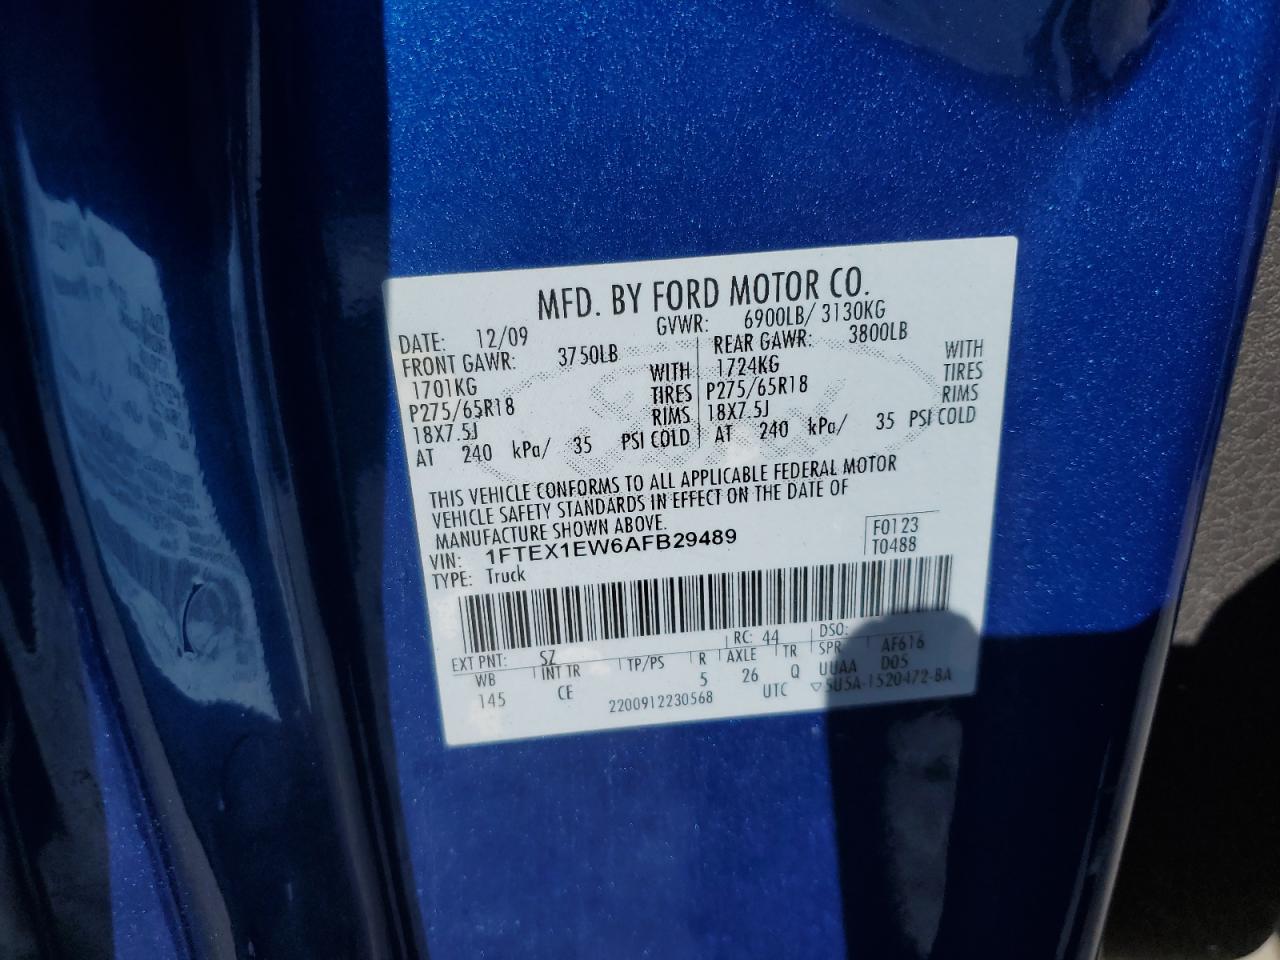 MFD. BY FORD MOTOR CO.
DATE: 12/09 GVWR: 6900LB/ 3130KG
FRONT GAWR: 3750LB REAR GAWR: 3800LB
1701KG WITH 1724KG WITH
P275/65R18 TIRES P275/65R18 TIRES
18X7.5J RIMS 18X7.5J RIMS
AT 240 kPa/ 35 PSI COLD AT 240 kPa/ 35 PSI COLD
THIS VEHICLE CONFORMS TO ALL APPLICABLE FEDERAL MOTOR
VEHICLE SAFETY STANDARDS IN EFFECT ON THE DATE OF
MANUFACTURE SHOWN ABOVE.
VIN: 1FTEX1EW6AFB29489 F0123
TYPE: Truck T0488
EXT PNT: SZ RC: 44 DSO: AF616
WB INT TR TP/PS R AXLE TR SPR D05
145 CE 5 26 Q UUAA
2200912230568 UTC ▽5U5A-1520472-BA